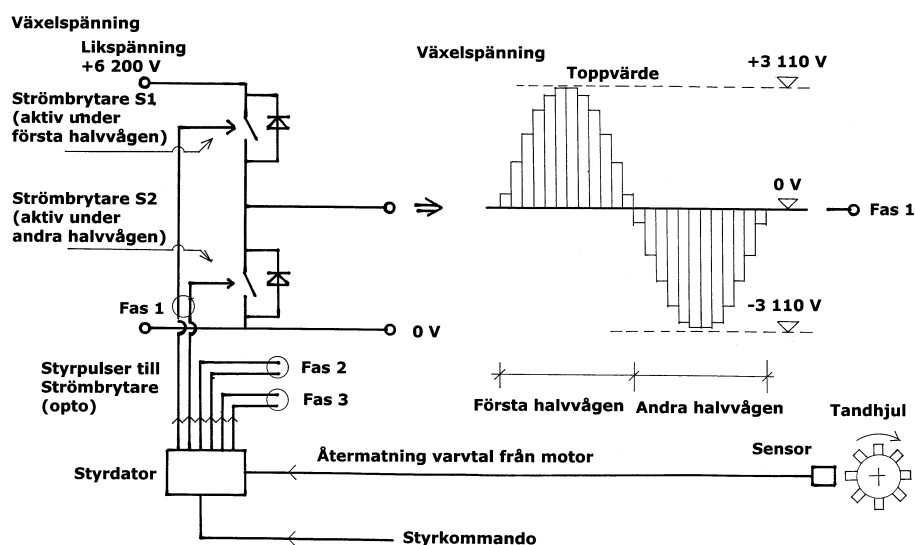 Växelspänning
Likspänning
+6 200 V
Strömbrytare S1
(aktiv under
första halvvågen)
Strömbrytare S2
(aktiv under
andra halvvågen)
Fas 1
0 V
Styrpulser till
Strömbrytare
(opto)
Fas 2
Fas 3
Styrdator
Växelspänning
Toppvärde
+3 110 V
0 V
Fas 1
-3 110 V
Första halvvågen
Andra halvvågen
Tandhjul
Sensor
Återmatning varvtal från motor
Styrkommando